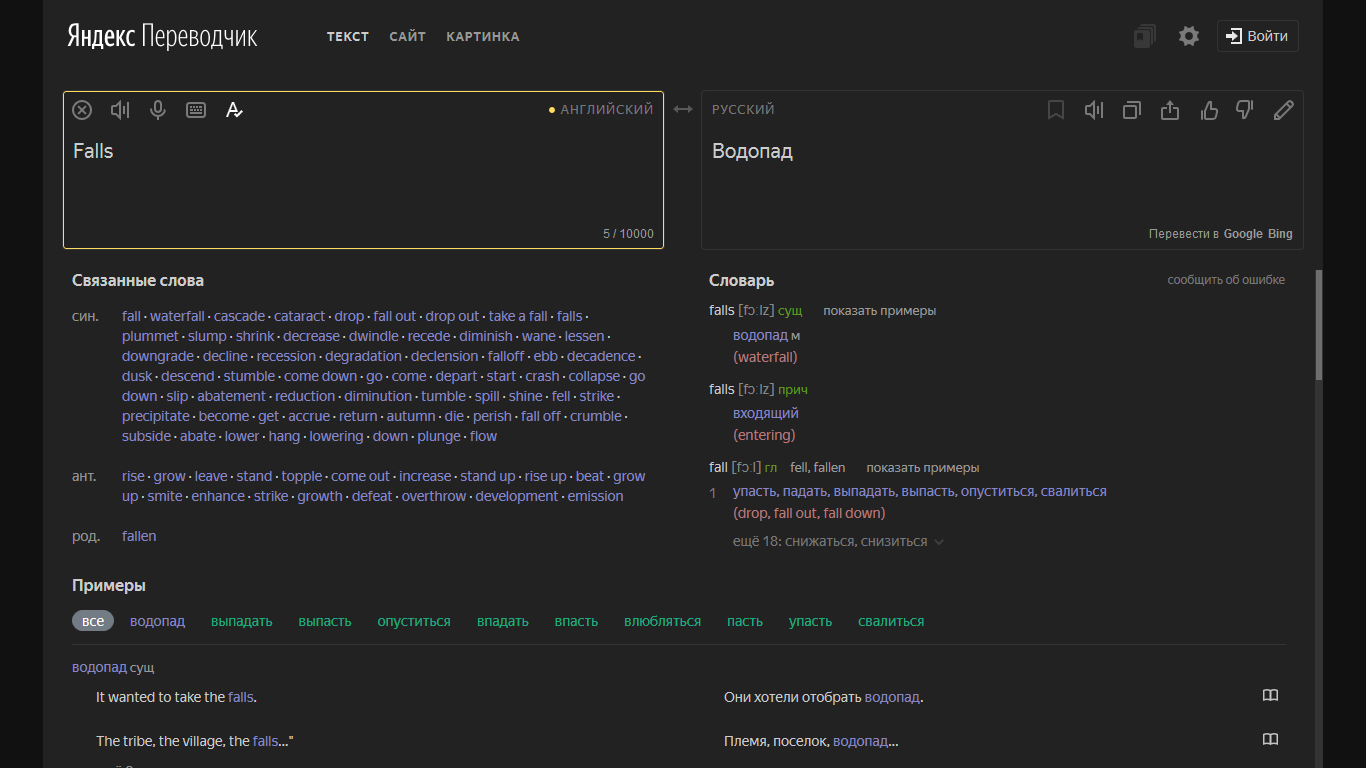 Яндекс Переводчик
ТЕКСТ САЙТ КАРТИНКА
Войти
АНГЛИЙСКИЙ
Falls
5 / 10000
РУССКИЙ
Водопад
Перевести в Google Bing
Связанные слова
син. fall · waterfall · cascade · cataract · drop · fall out · drop out · take a fall · falls ·
plummet · slump · shrink · decrease · dwindle · recede · diminish · wane · lessen ·
downgrade · decline · recession · degradation · declension · falloff · ebb · decadence ·
dusk · descend · stumble · come down · go · come · depart · start · crash · collapse · go
down · slip · abatement · reduction · diminution · tumble · spill · shine · fell · strike ·
precipitate · become · get · accrue · return · autumn · die · perish · fall off · crumble ·
subside · abate · lower · hang · lowering · down · plunge · flow
ант. rise · grow · leave · stand · topple · come out · increase · stand up · rise up · beat · grow
up · smite · enhance · strike · growth · defeat · overthrow · development · emission
род. fallen
Словарь
сообщить об ошибке
falls [fɔːlz] сущ показать примеры
водопад м
(waterfall)
falls [fɔːlz] прич
входящий
(entering)
fall [fɔːl] гл fell, fallen показать примеры
1 упасть, падать, выпадать, выпасть, опуститься, свалиться
(drop, fall out, fall down)
ещё 18: снижаться, снизиться
Примеры
все водопад выпадать выпасть опуститься впадать впасть влюбляться пасть упасть свалиться
водопад сущ
It wanted to take the falls. Они хотели отобрать водопад.
The tribe, the village, the falls..." Племя, поселок, водопад...